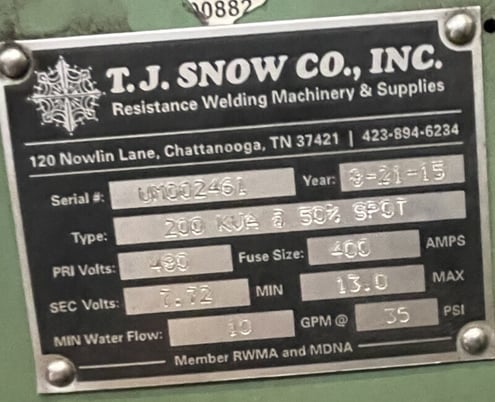 00882
T. J. SNOW CO., INC.
Resistance Welding Machinery & Supplies
120 Nowlin Lane, Chattanooga, TN 37421 | 423-894-6234
Serial #: UM002461 Year: 8-21-15
Type: 200 KVA @ 50% SPOT
PRI Volts: 480 Fuse Size: 400 AMPS
SEC Volts: 7.72 MIN 13.0 MAX
MIN Water Flow: 10 GPM @ 35 PSI
Member RWMA and MDNA